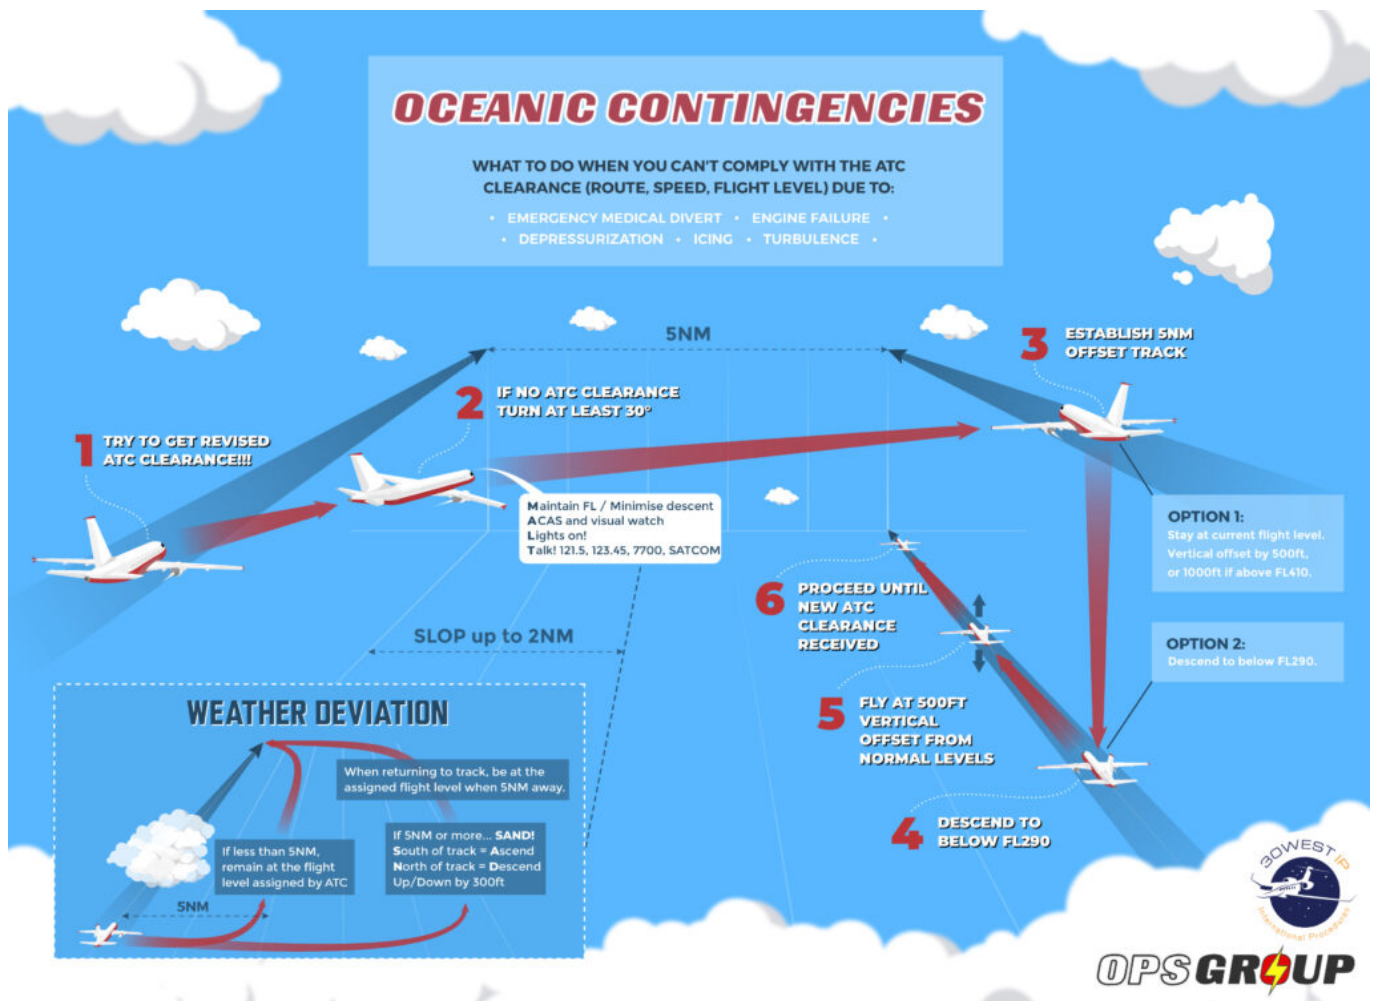 OCEANIC CONTINGENCIES
WHAT TO DO WHEN YOU CAN'T COMPLY WITH THE ATC
CLEARANCE (ROUTE, SPEED, FLIGHT LEVEL) DUE TO:
• EMERGENCY MEDICAL DIVERT • ENGINE FAILURE •
• DEPRESSURIZATION • ICING • TURBULENCE •
5NM
1 TRY TO GET REVISED
ATC CLEARANCE!!!
2 IF NO ATC CLEARANCE
TURN AT LEAST 30°
3 ESTABLISH 5NM
OFFSET TRACK
Maintain FL / Minimise descent
ACAS and visual watch
Lights on!
Talk! 121.5, 123.45, 7700, SATCOM
OPTION 1:
Stay at current flight level.
Vertical offset by 500ft,
or 1000ft if above FL410.
OPTION 2:
Descend to below FL290.
4 DESCEND TO
BELOW FL290
5 FLY AT 500FT
VERTICAL
OFFSET FROM
NORMAL LEVELS
6 PROCEED UNTIL
NEW ATC
CLEARANCE
RECEIVED
SLOP up to 2NM
WEATHER DEVIATION
When returning to track, be at the
assigned flight level when 5NM away.
If less than 5NM,
remain at the flight
level assigned by ATC
If 5NM or more... SAND!
South of track = Ascend
North of track = Descend
Up/Down by 300ft
5NM
30WEST IP
International Procedures
OPSGROUP